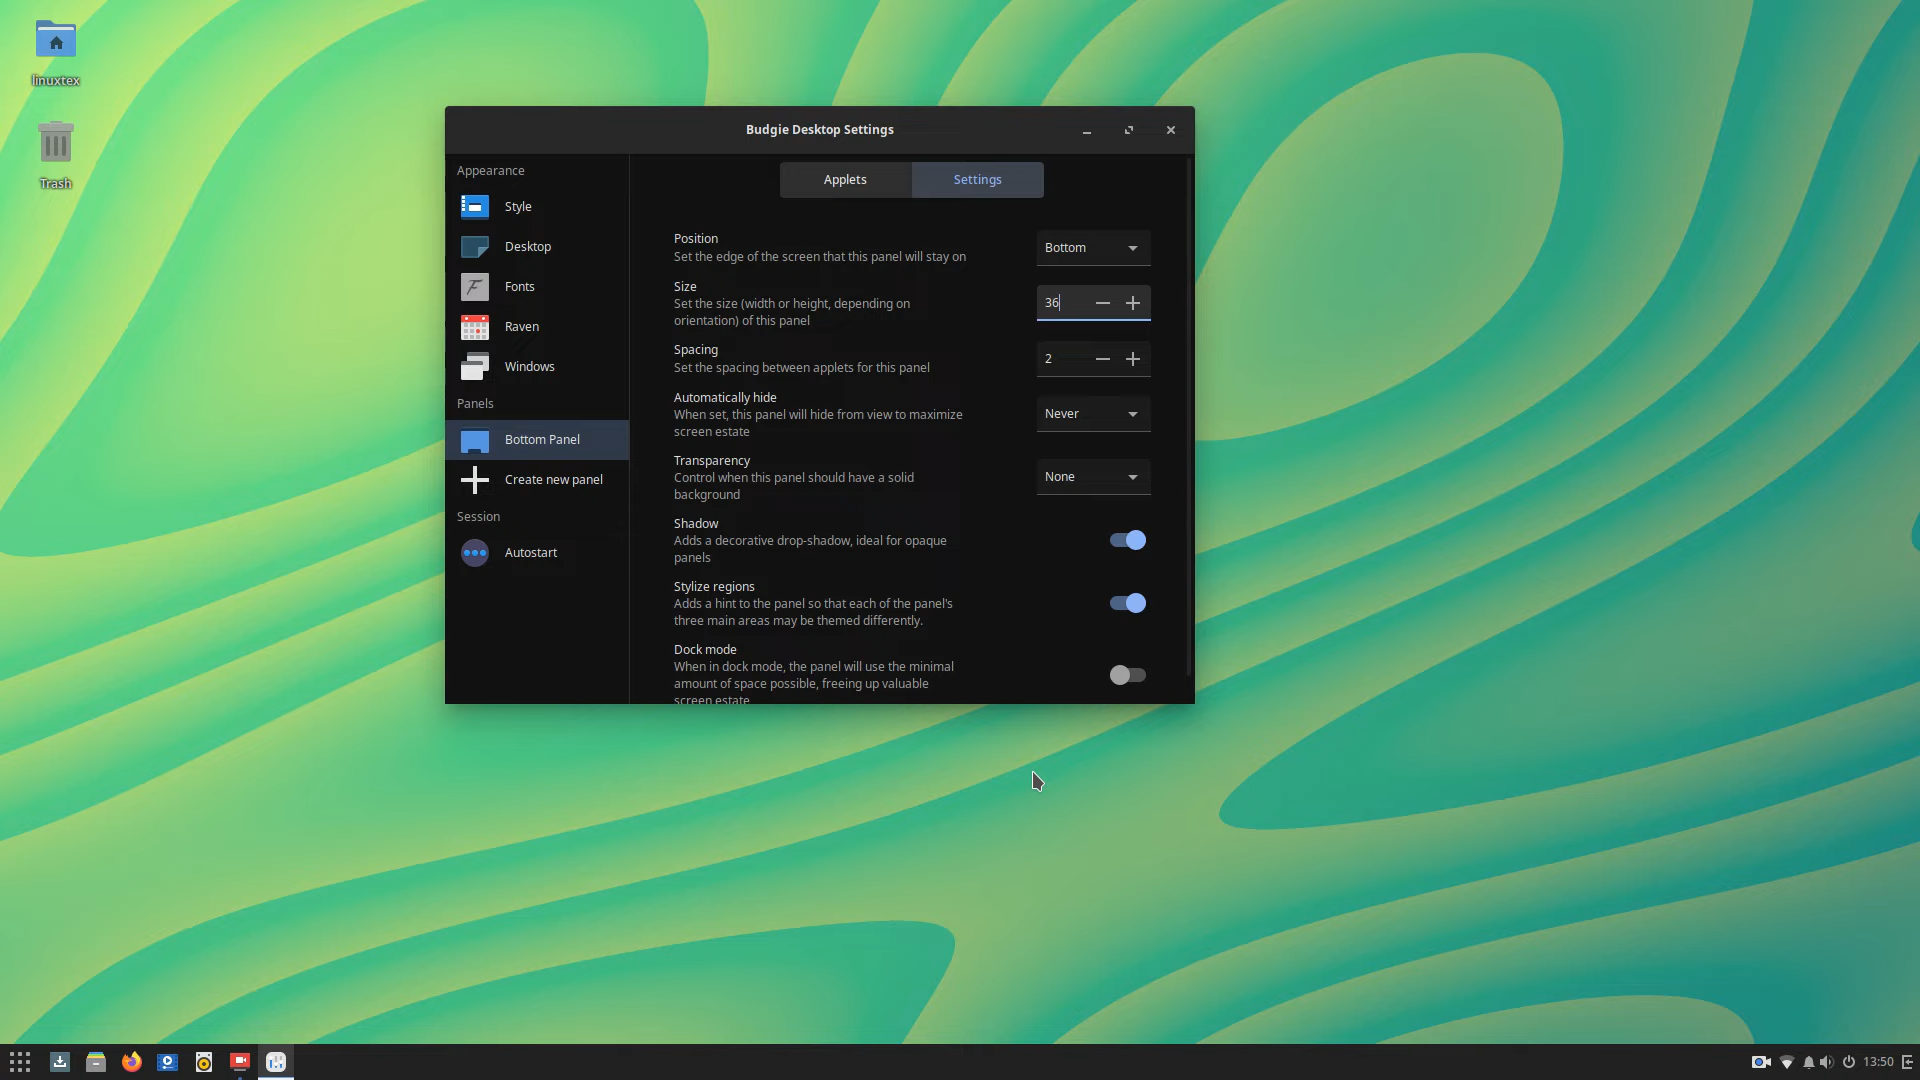 linuxtex
Trash
Budgie Desktop Settings
Appearance
Style
Desktop
Fonts
Raven
Windows
Panels
Bottom Panel
Create new panel
Session
Autostart
Applets
Settings
Position
Set the edge of the screen that this panel will stay on
Bottom
Size
Set the size (width or height, depending on
orientation) of this panel
36
Spacing
Set the spacing between applets for this panel
2
Automatically hide
When set, this panel will hide from view to maximize
screen estate
Never
Transparency
Control when this panel should have a solid
background
None
Shadow
Adds a decorative drop-shadow, ideal for opaque
panels
Stylize regions
Adds a hint to the panel so that each of the panel's
three main areas may be themed differently.
Dock mode
When in dock mode, the panel will use the minimal
amount of space possible, freeing up valuable
screen estate
13:50